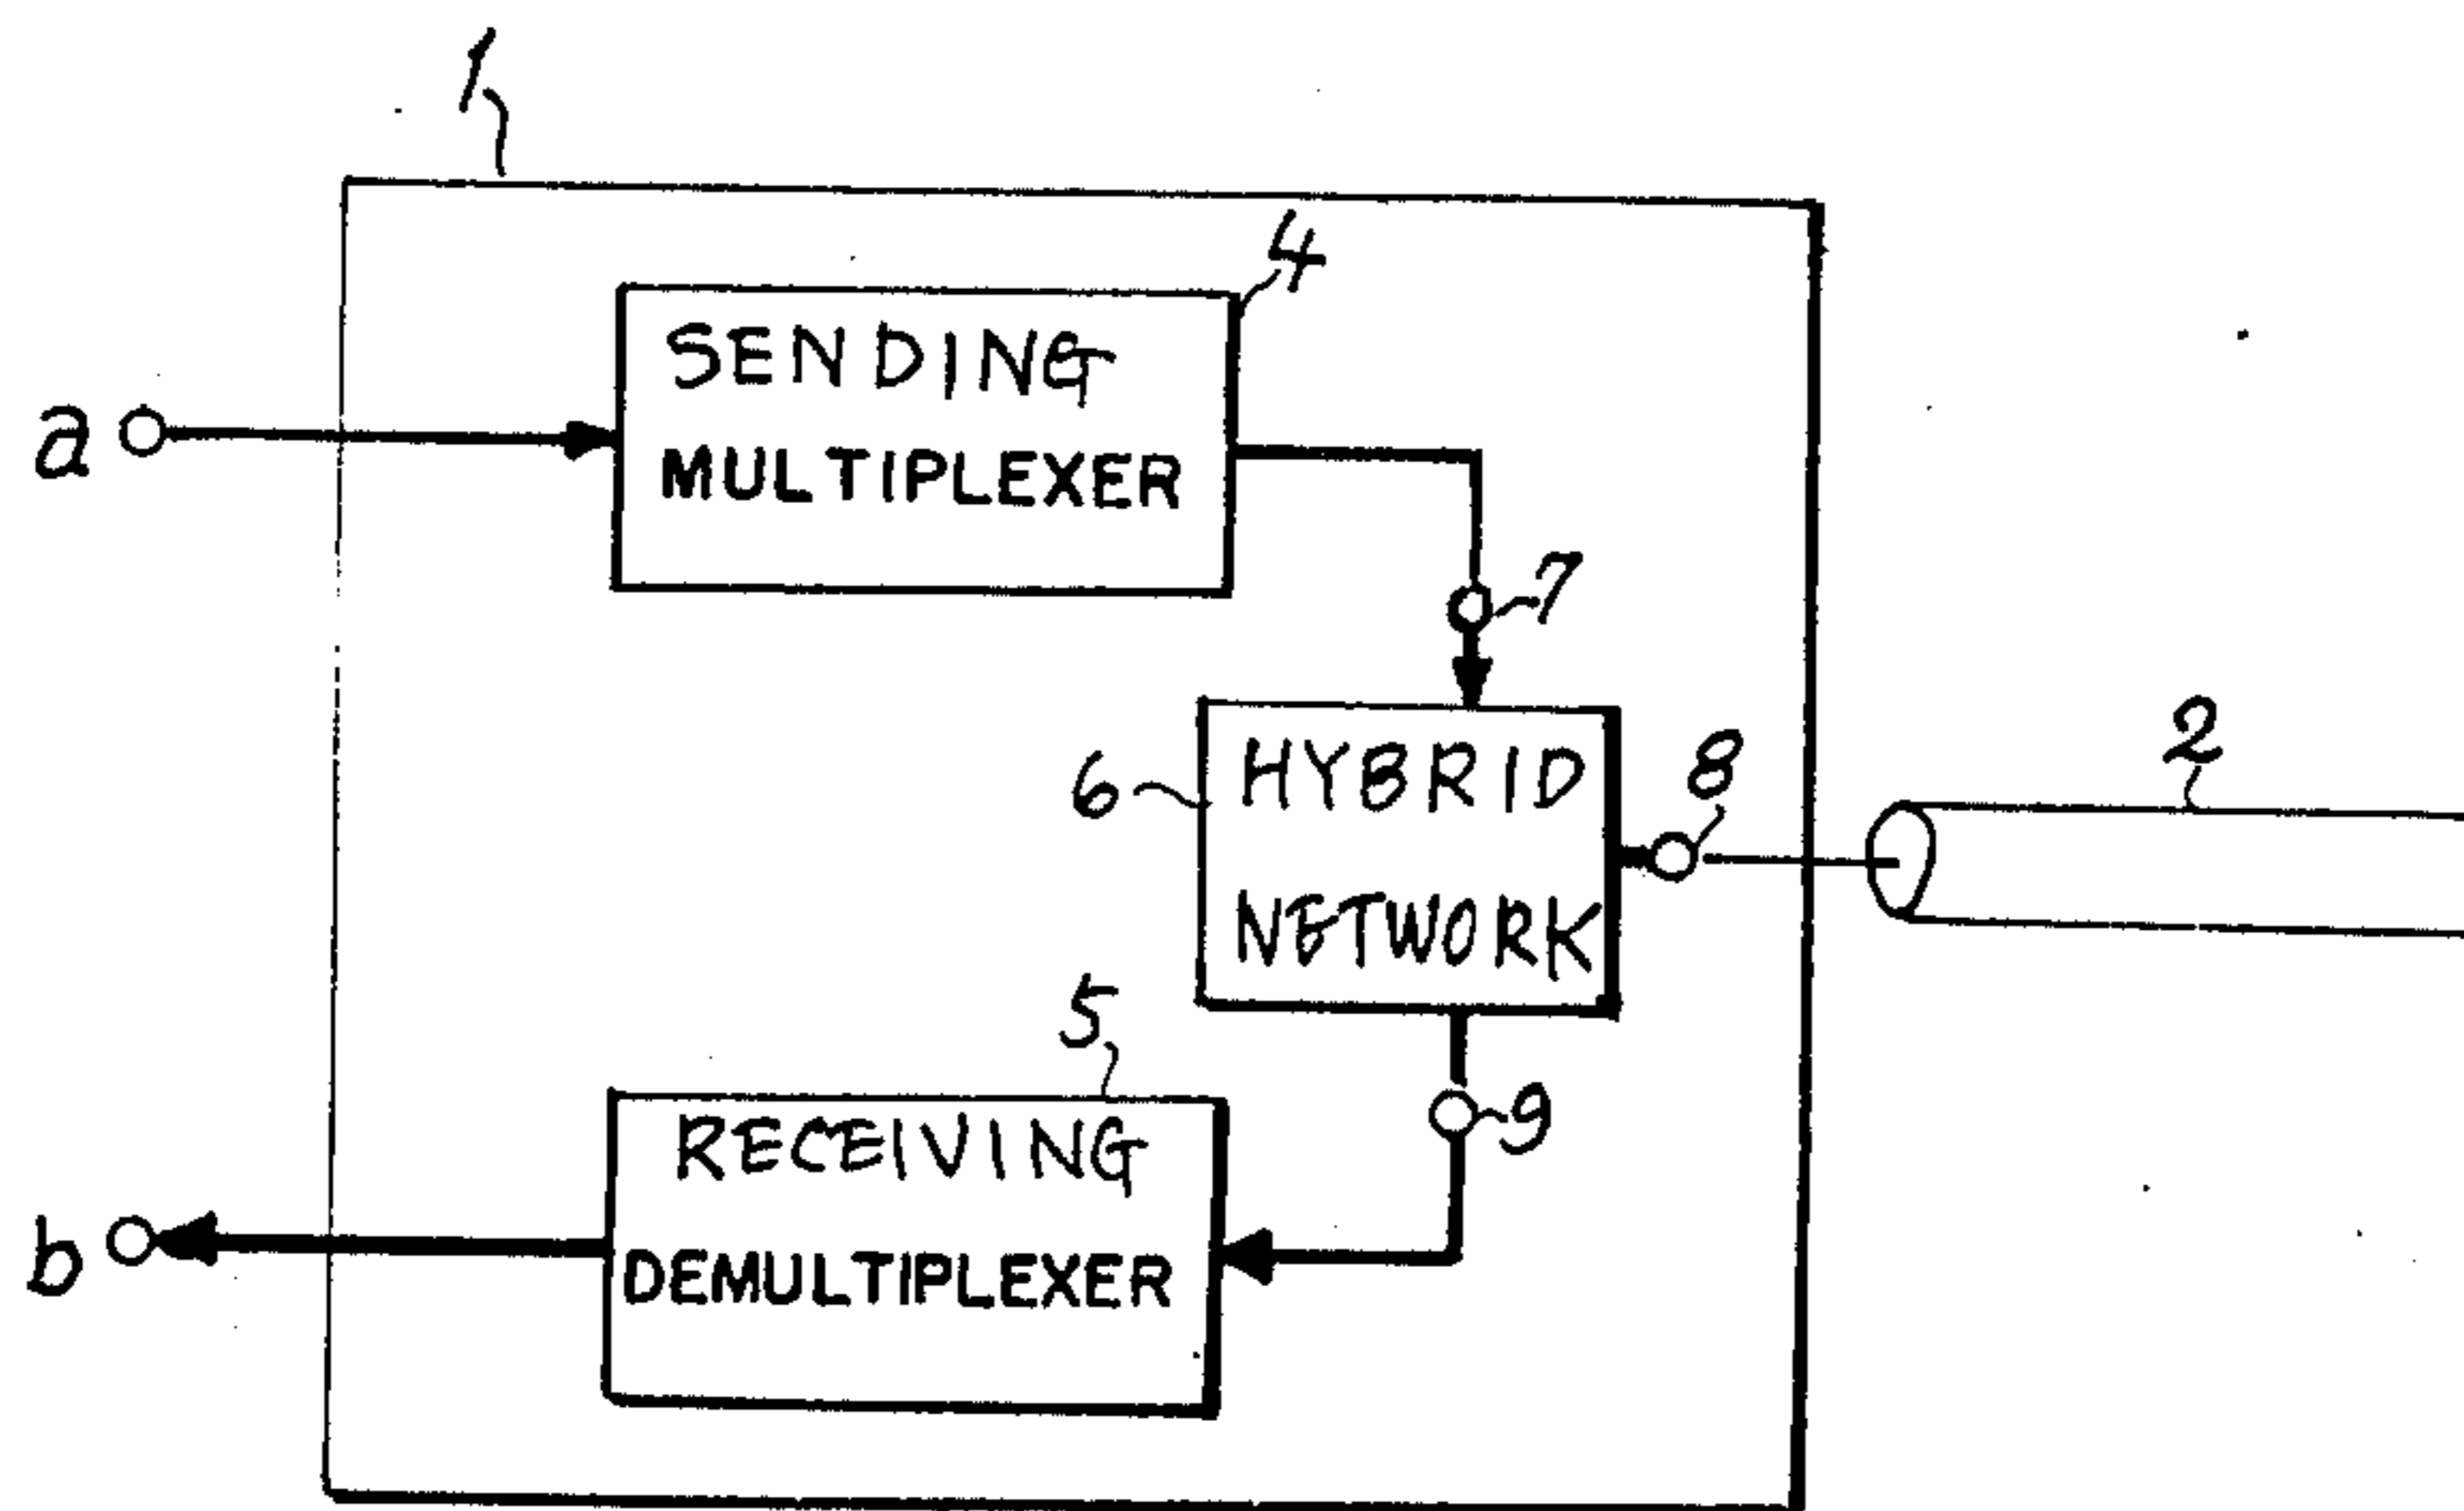 1
4
SENDING
MULTIPLEXER
a
7
2
8
6
HYBRID
NETWORK
5
9
RECEIVING
DEMULTIPLEXER
b